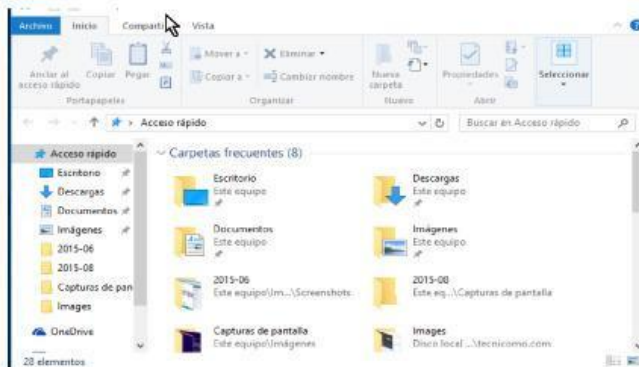 Archivo Inicio Compartir Vista
Anclar al acceso rápido
Copiar
Pegar
Mover a
Copiar a
Eliminar
Cambiar nombre
Nueva carpeta
Propiedades
Seleccionar
Portapapeles Organizar Nuevo Abrir
Acceso rápido
Buscar en Acceso rápido
Acceso rápido
Escritorio
Descargas
Documentos
Imágenes
2015-06
2015-08
Capturas de pan
Images
OneDrive
Carpetas frecuentes (8)
Escritorio
Este equipo
Descargas
Este equipo
Documentos
Este equipo
Imágenes
Este equipo
2015-06
Este equipo\Im...\Screenshots
2015-08
Este eq...\Capturas de pantalla
Capturas de pantalla
Este equipo\Imágenes
Images
Disco local ...\tecnicomo.com
28 elementos